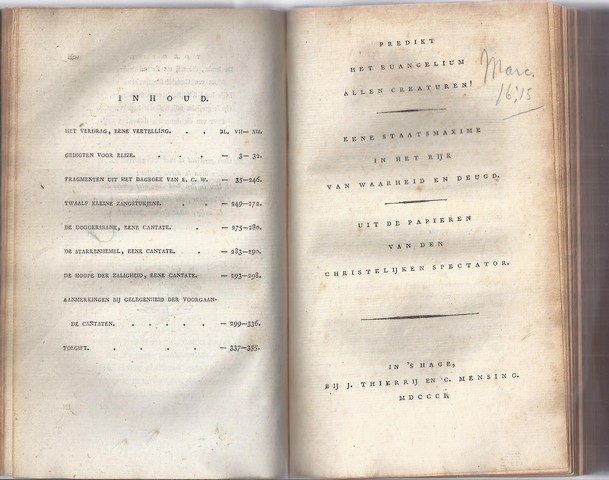 INHOUD.
HET VERDRAG, EENE VERTELLING. . . BL. VII—XII.
GEDIGTEN VOOR ELIZE. . . . . — 3—32.
FRAGMENTEN UIT HET DAGBOEK VAN E. C. W. — 35—246.
TWAALF KLEINE ZANGSTUKJENS. . . — 249—272.
DE DOGGERSBANK, EENE CANTATE. . . — 275—280.
DE STARRENHEMEL, EENE CANTATE. . . — 283—290.
DE HOOPE DER ZALIGHEID, EENE CANTATE. . — 293—298.
AANMERKINGEN BIJ GELEGENHEID DER VOORGAAN-
DE CANTATEN. . . . . . — 299—336.
TOEGIFT. . . . . . — 337—355.
PREDIKT
HET EUANGELIUM
ALLEN CREATUREN!
Marc.
16:15
EENE STAATSMAXIME
IN HET RIJK
VAN WAARHEID EN DEUGD.
UIT DE PAPIEREN
VAN DEN
CHRISTELIJKEN SPECTATOR.
IN 'S HAGE,
BIJ J. THIERRIJ EN C. MENSING.
MDCCCI.